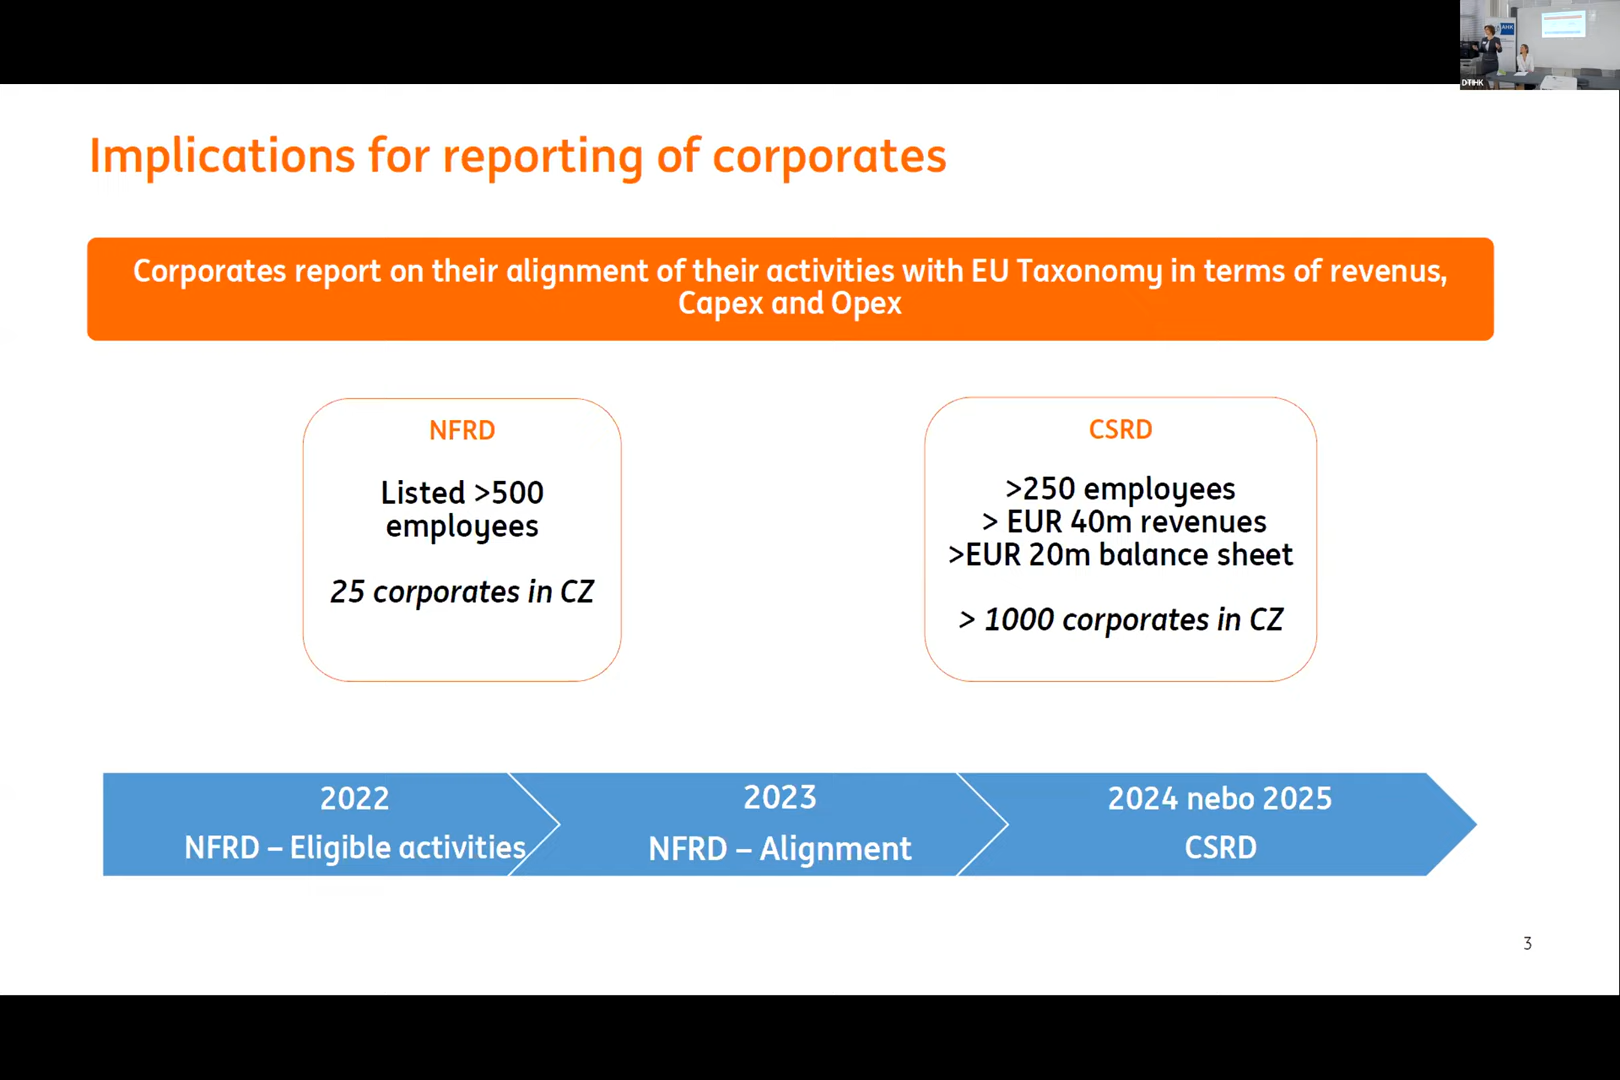 AHK
DTIHK
Implications for reporting of corporates
Corporates report on their alignment of their activities with EU Taxonomy in terms of revenus,
Capex and Opex
NFRD
Listed >500
employees
25 corporates in CZ
CSRD
>250 employees
> EUR 40m revenues
>EUR 20m balance sheet
> 1000 corporates in CZ
2022
NFRD – Eligible activities
2023
NFRD – Alignment
2024 nebo 2025
CSRD
3